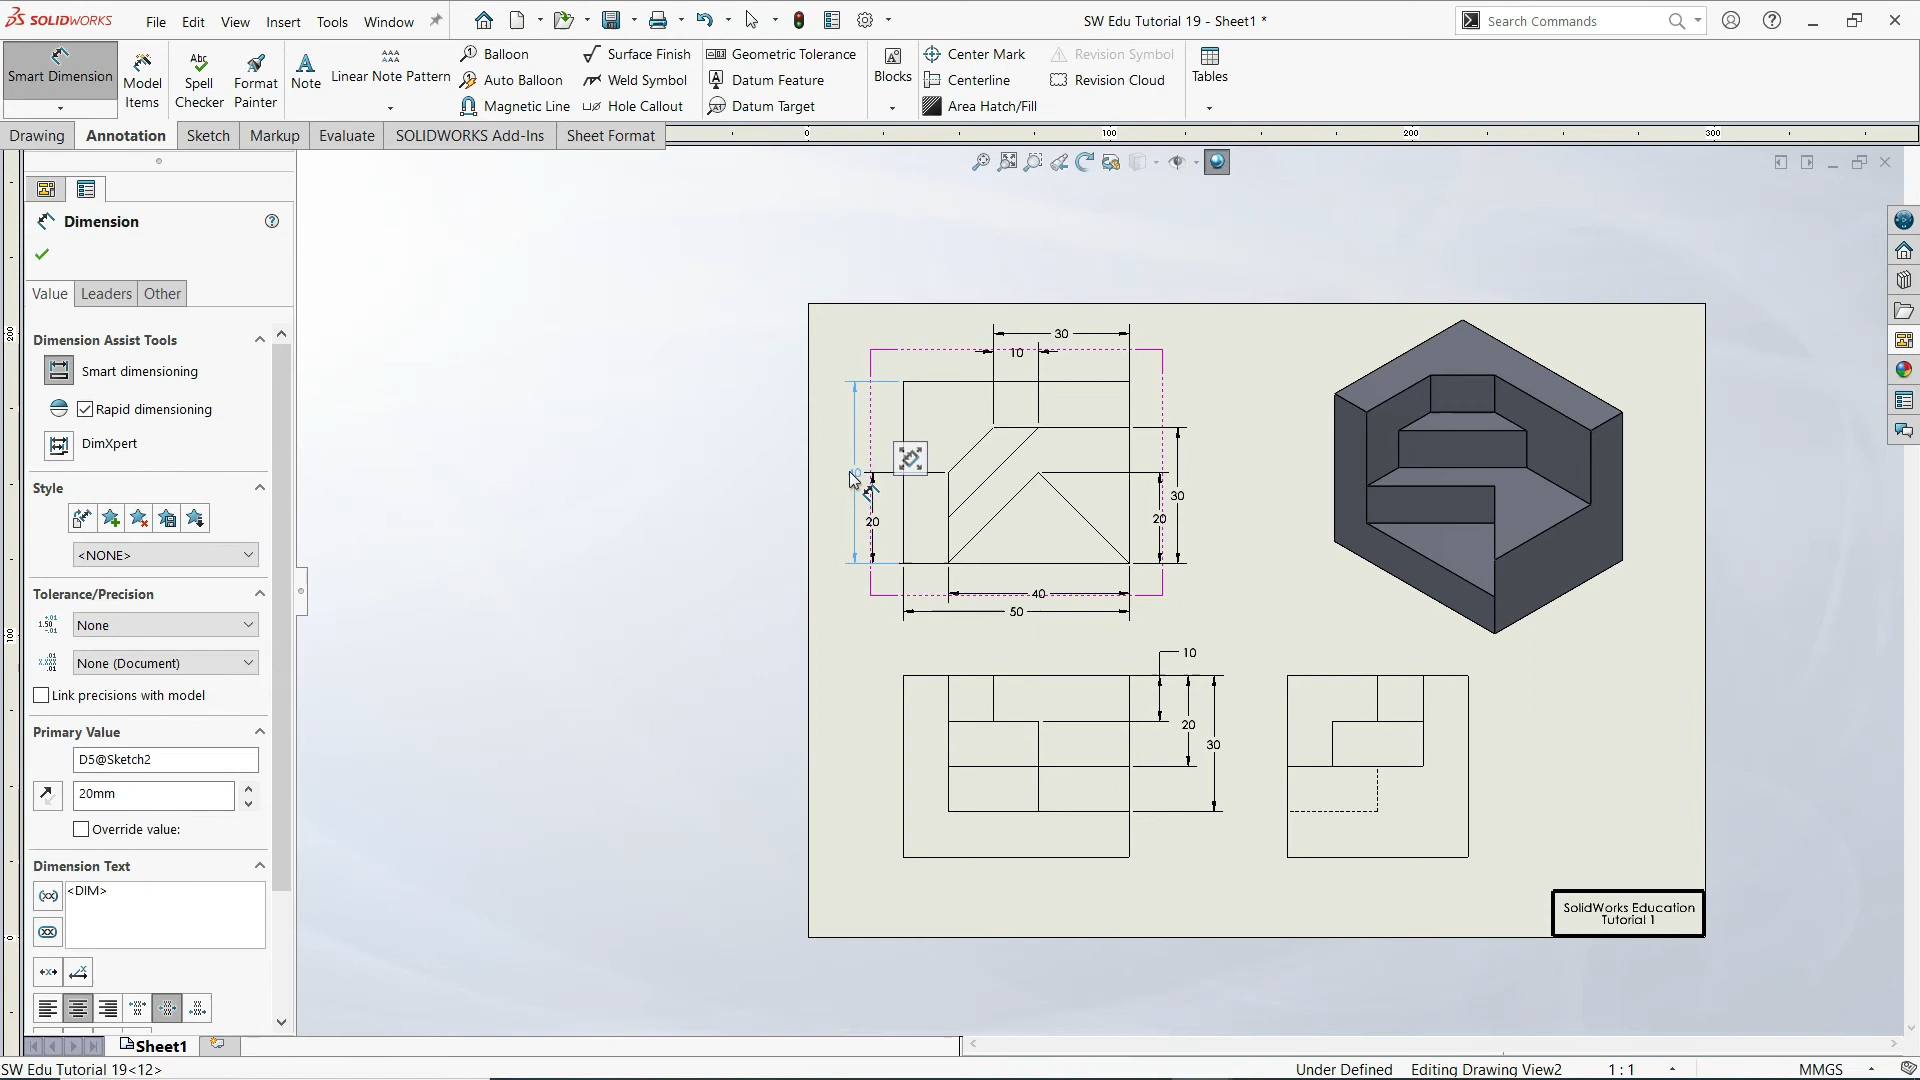 SOLIDWORKS File Edit View Insert Tools Window SW Edu Tutorial 19 - Sheet1 * Search Commands
Smart Dimension
Model Items
Abc
Spell Checker
Format Painter
Note
AAA
AAA
Linear Note Pattern
Balloon
Auto Balloon
Magnetic Line
Surface Finish
Weld Symbol
Hole Callout
Geometric Tolerance
Datum Feature
Datum Target
Blocks
Center Mark
Centerline
Area Hatch/Fill
Revision Symbol
Revision Cloud
Tables
Drawing Annotation Sketch Markup Evaluate SOLIDWORKS Add-Ins Sheet Format
0 100 200 300
200
100
0
Dimension
Value Leaders Other
Dimension Assist Tools
Smart dimensioning
Rapid dimensioning
DimXpert
Style
<NONE>
Tolerance/Precision
None
None (Document)
Link precisions with model
Primary Value
D5@Sketch2
20mm
Override value:
Dimension Text
<DIM>
30
10
20
20
30
40
50
10
20
30
SolidWorks Education
Tutorial 1
Sheet1
SW Edu Tutorial 19<12> Under Defined Editing Drawing View2 1 : 1 MMGS